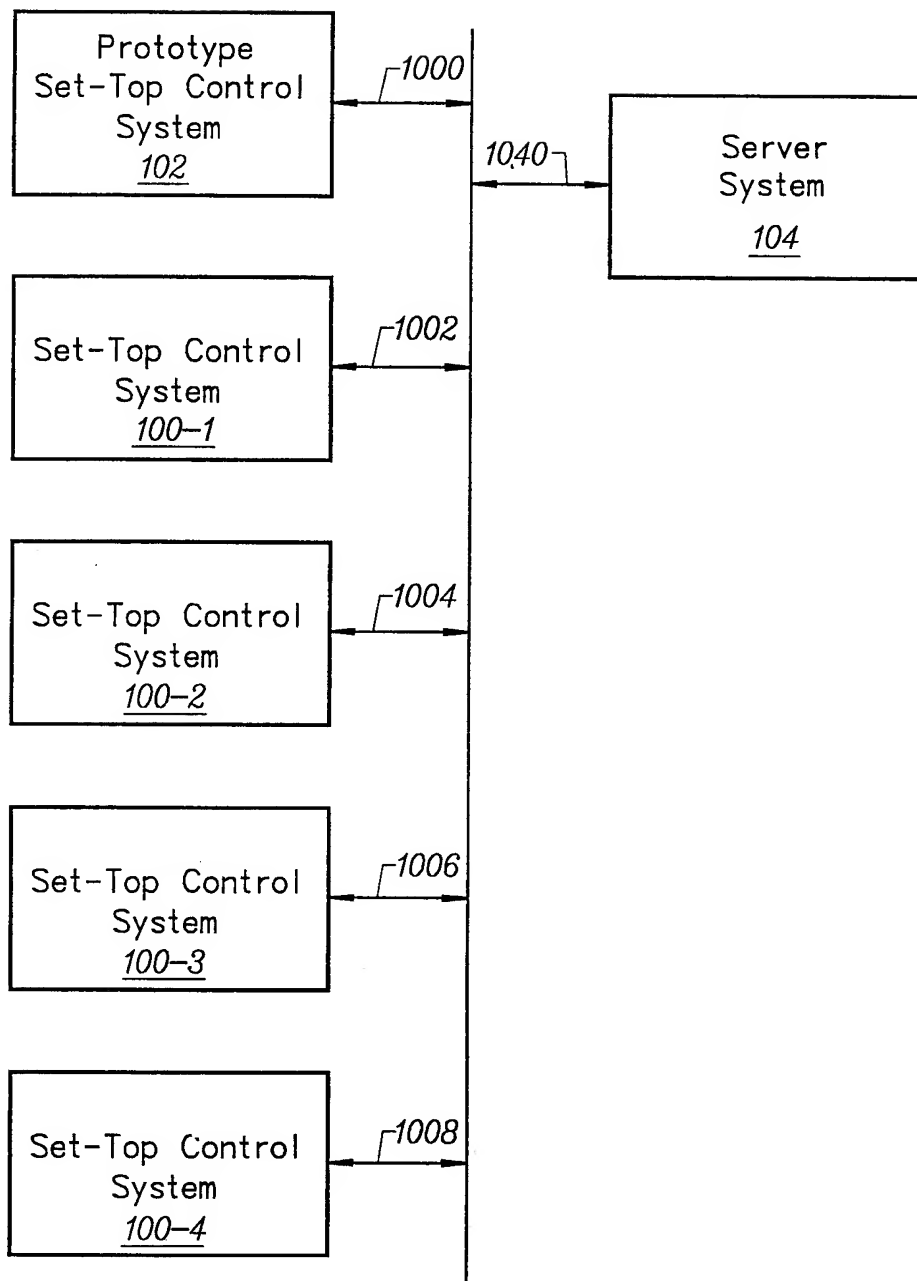 Prototype
Set-Top Control
System
102
1000
1040
Server
System
104
Set-Top Control
System
100-1
1002
Set-Top Control
System
100-2
1004
Set-Top Control
System
100-3
1006
Set-Top Control
System
100-4
1008